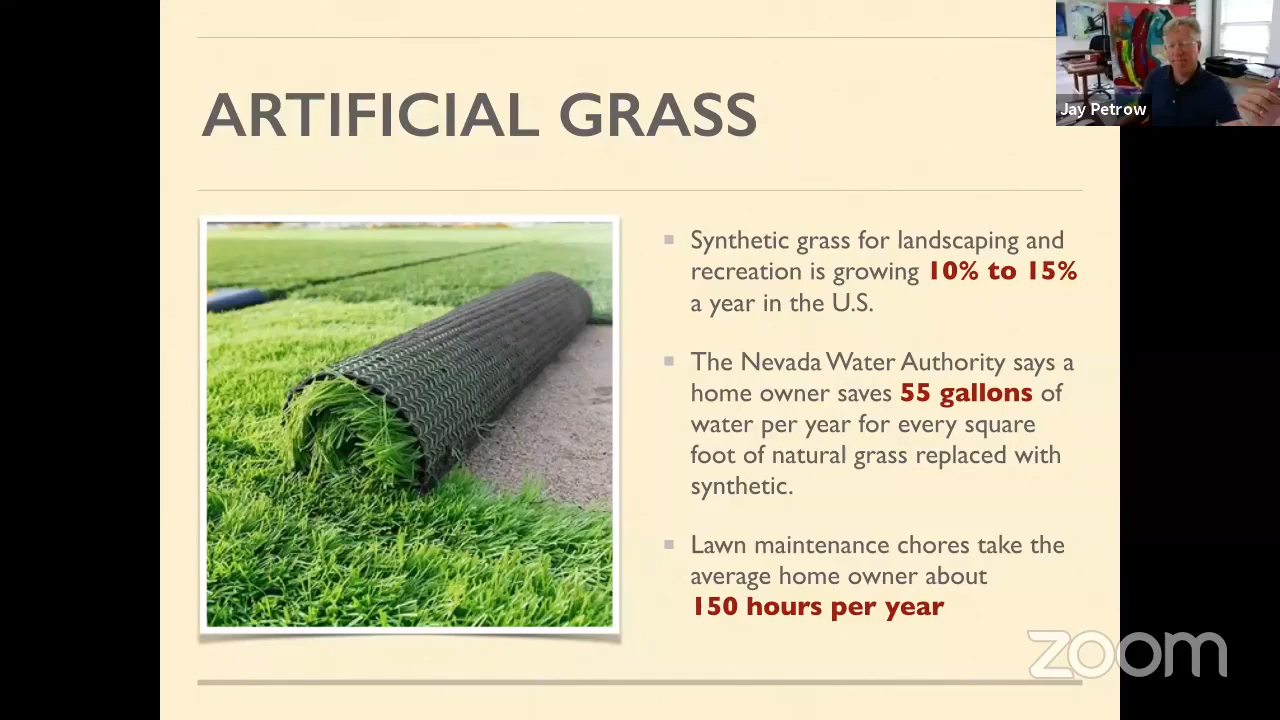 Jay Petrow
ARTIFICIAL GRASS
Synthetic grass for landscaping and
recreation is growing 10% to 15%
a year in the U.S.
The Nevada Water Authority says a
home owner saves 55 gallons of
water per year for every square
foot of natural grass replaced with
synthetic.
Lawn maintenance chores take the
average home owner about
150 hours per year
zoom